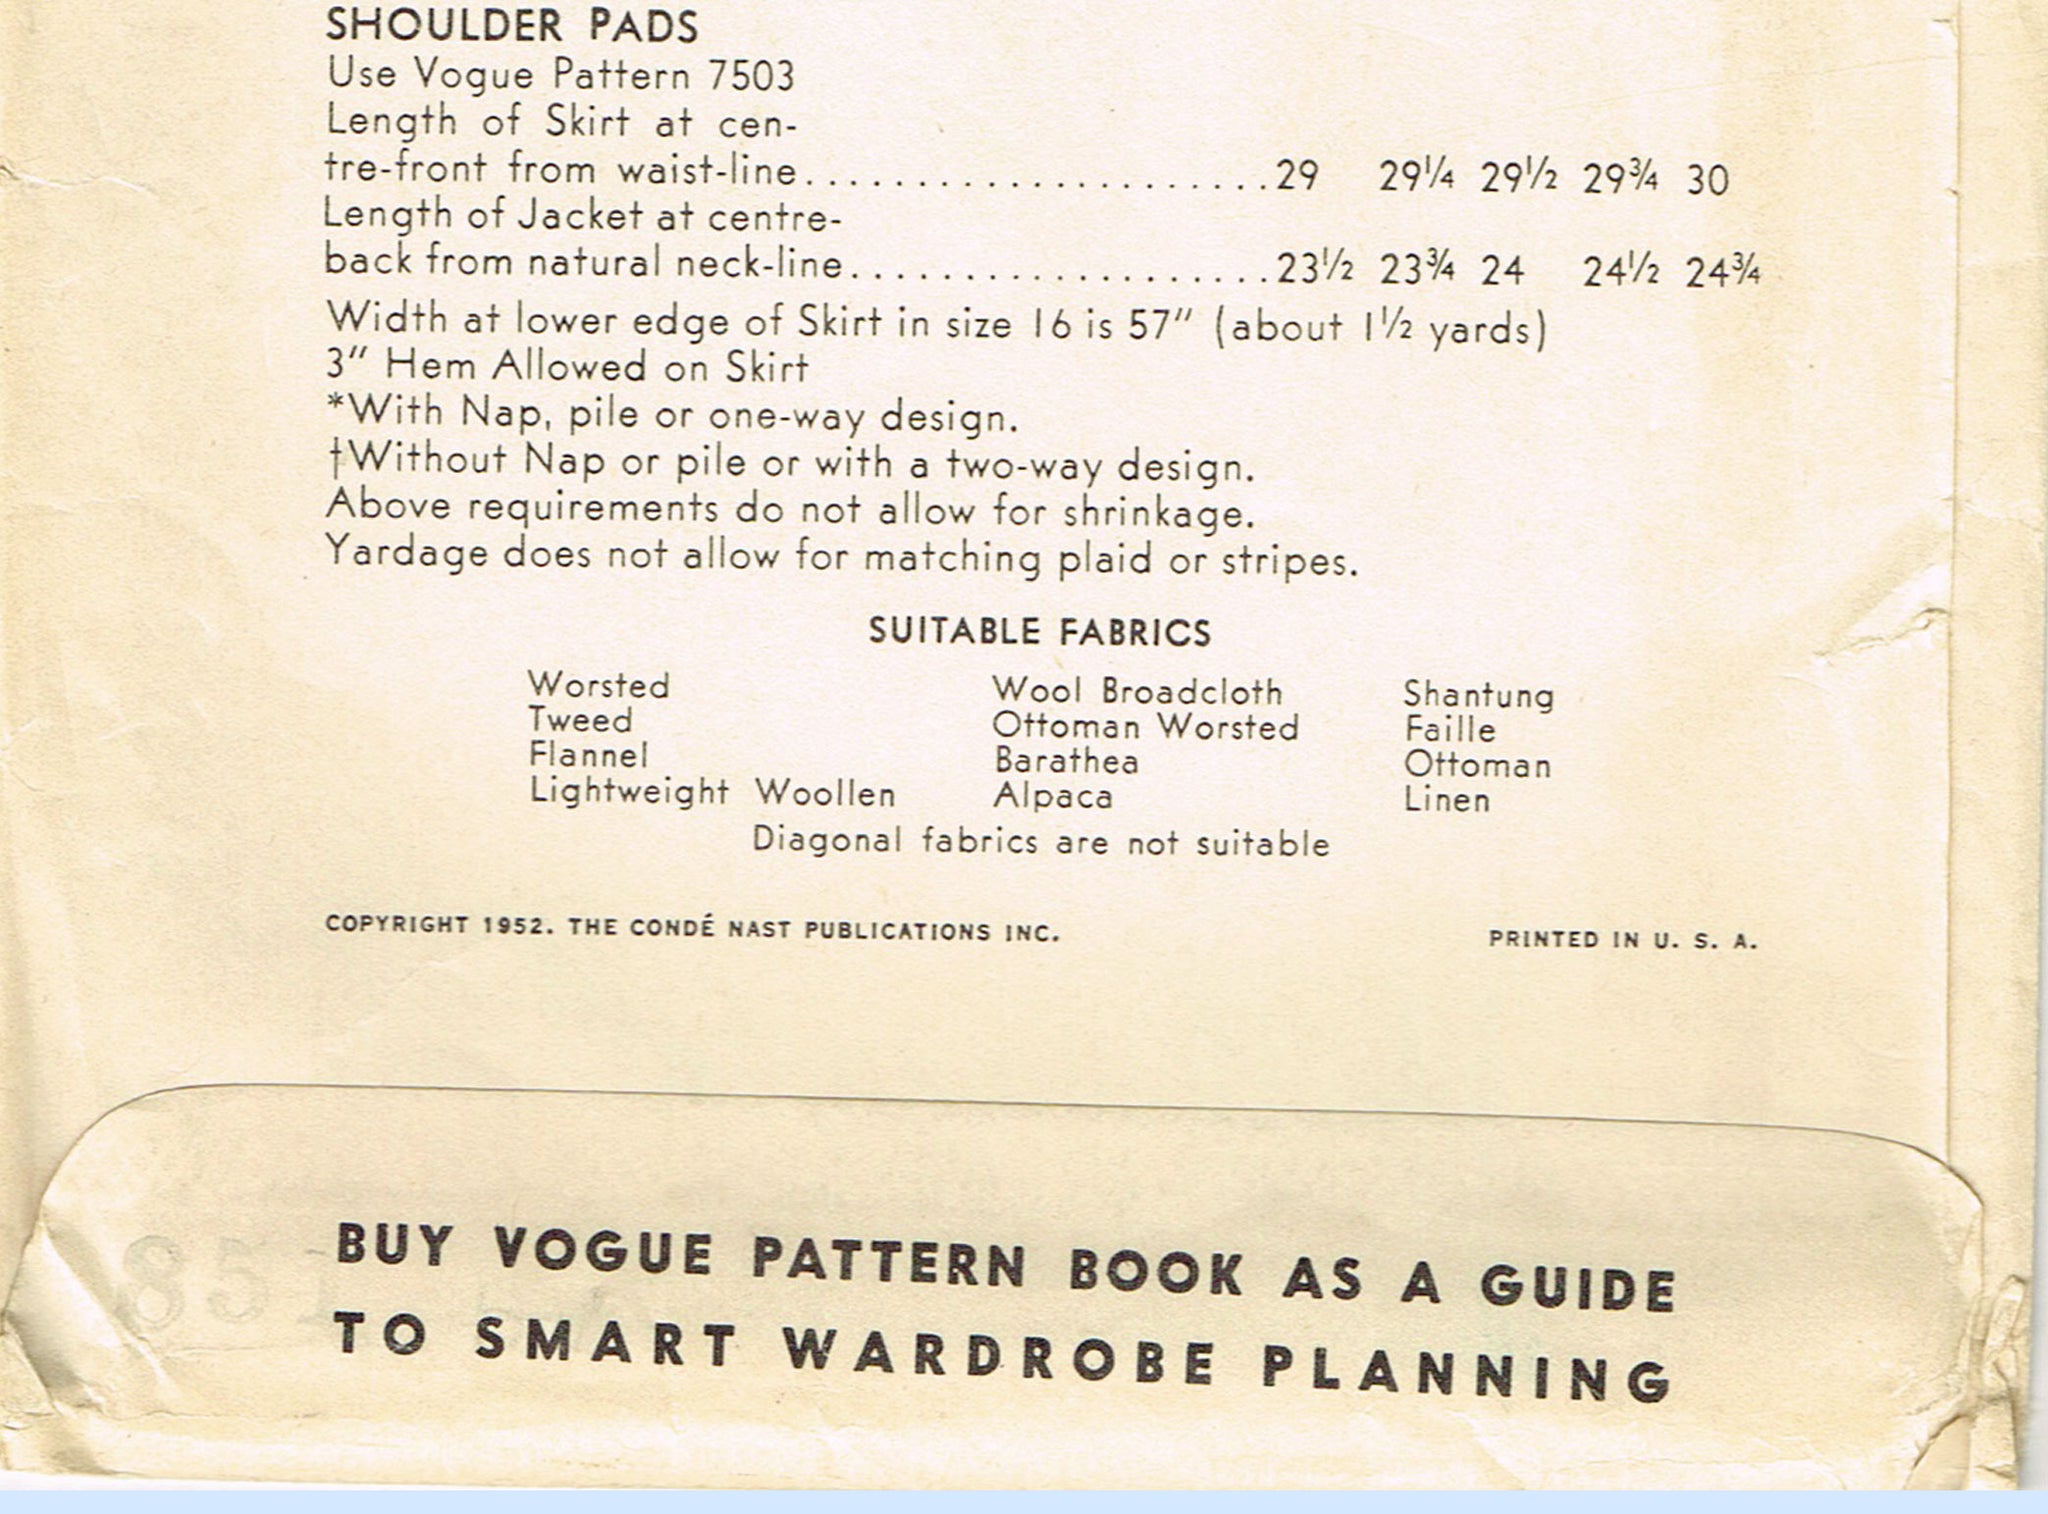 SHOULDER PADS
Use Vogue Pattern 7503
Length of Skirt at cen-
tre-front from waist-line.....................29 29¼ 29½ 29¾ 30
Length of Jacket at centre-
back from natural neck-line...................23½ 23¾ 24 24½ 24¾
Width at lower edge of Skirt in size 16 is 57" (about 1½ yards)
3" Hem Allowed on Skirt
*With Nap, pile or one-way design.
†Without Nap or pile or with a two-way design.
Above requirements do not allow for shrinkage.
Yardage does not allow for matching plaid or stripes.
SUITABLE FABRICS
Worsted Wool Broadcloth Shantung
Tweed Ottoman Worsted Faille
Flannel Barathea Ottoman
Lightweight Woollen Alpaca Linen
Diagonal fabrics are not suitable
COPYRIGHT 1952. THE CONDÉ NAST PUBLICATIONS INC. PRINTED IN U. S. A.
BUY VOGUE PATTERN BOOK AS A GUIDE
TO SMART WARDROBE PLANNING